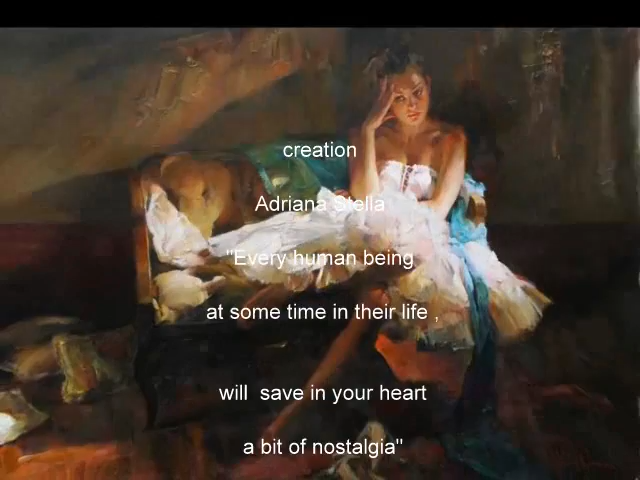 creation
Adriana Stella
"Every human being
at some time in their life ,
will  save in your heart
a bit of nostalgia"